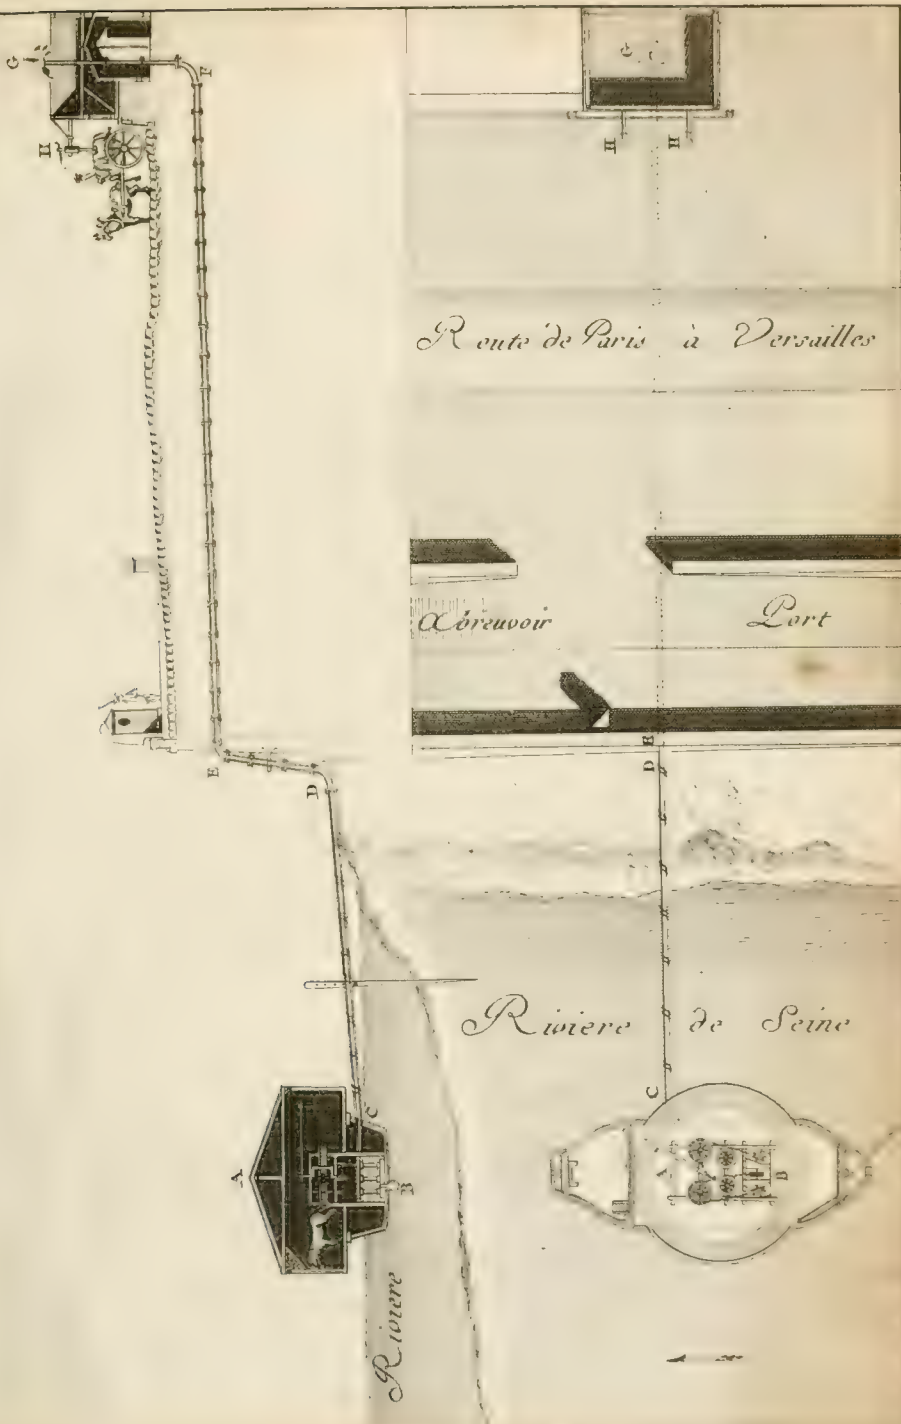 G
F
H
E
D
A
C
B
Riviere
G
H H
Route de Paris à Versailles
Abreuvoir
Port
E
D
Riviere de Seine
C
A
B